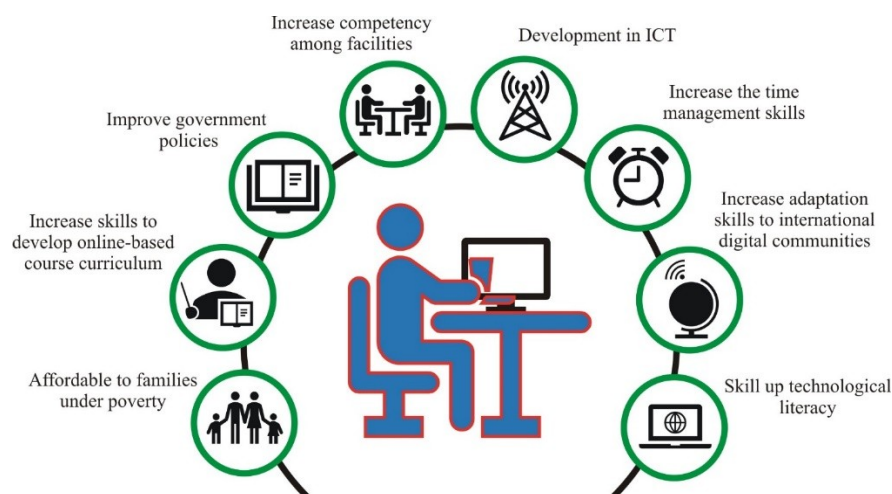 Increase competency
among facilities
Development in ICT
Increase the time
management skills
Improve government
policies
Increase adaptation
skills to international
digital communities
Increase skills to
develop online-based
course curriculum
Affordable to families
under poverty
Skill up technological
literacy